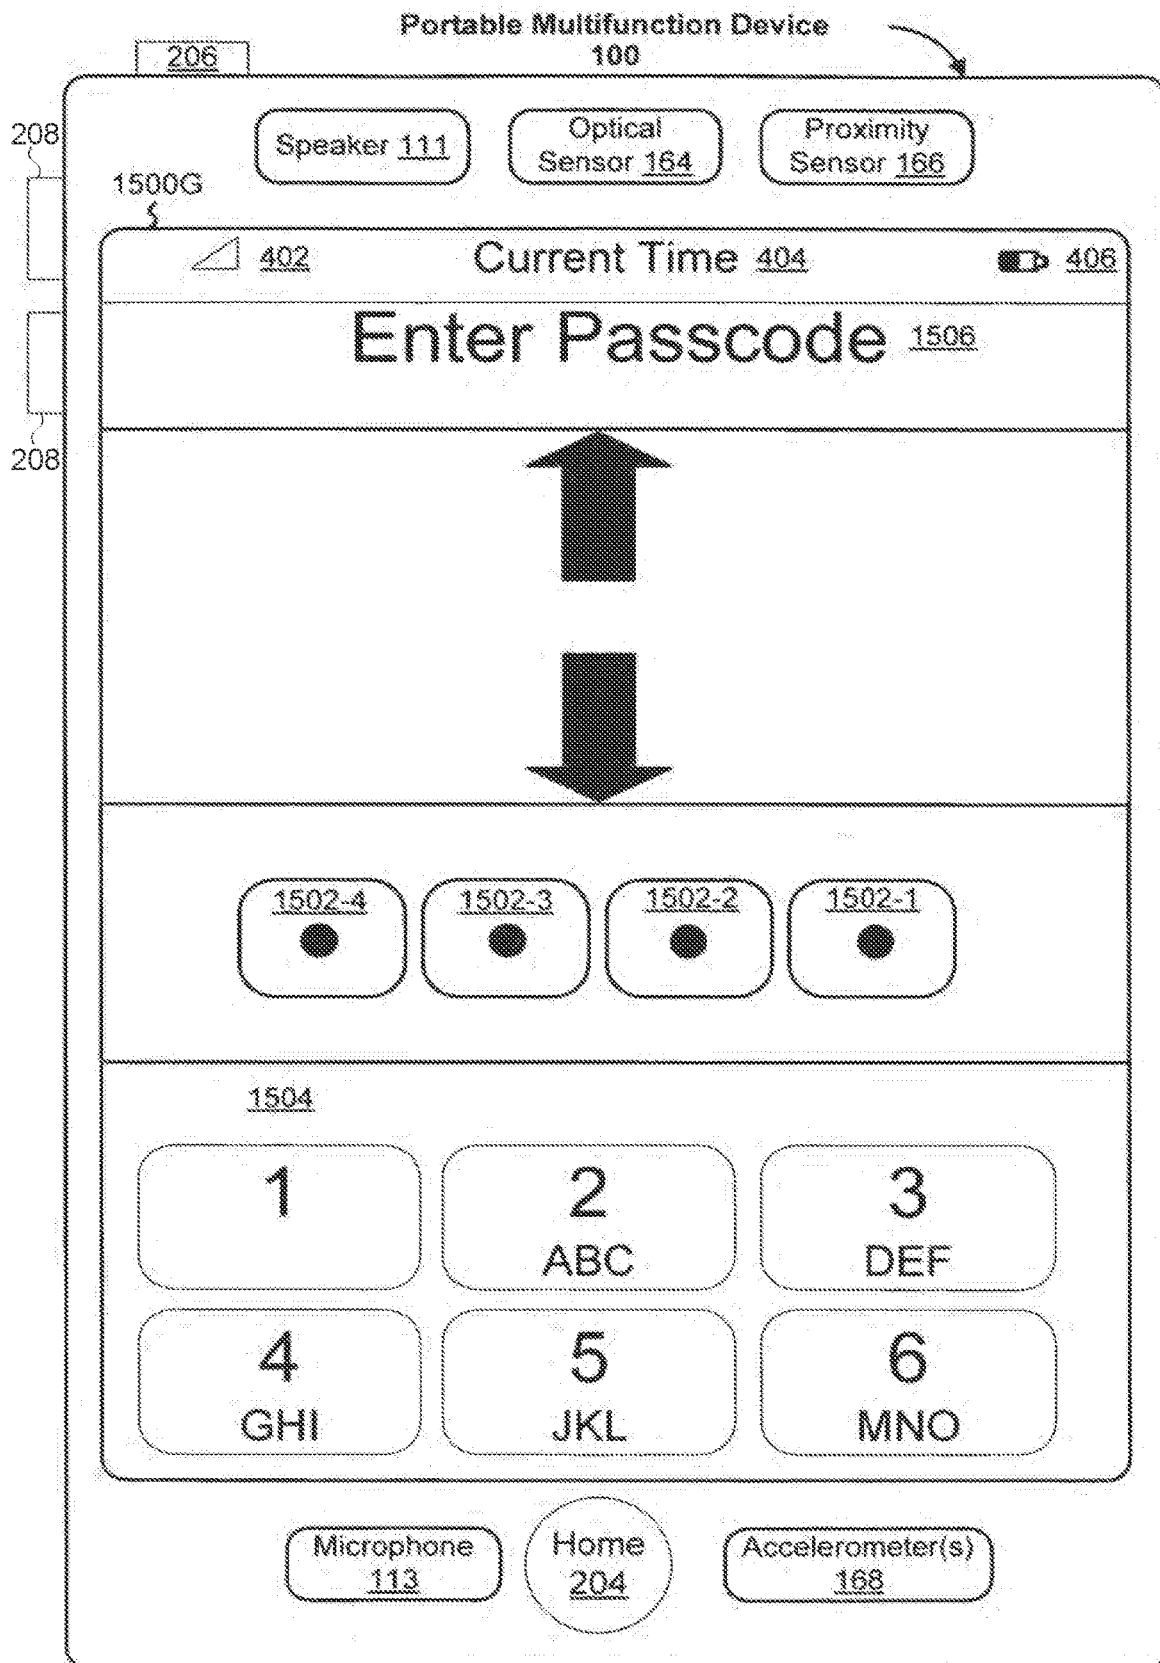 Portable Multifunction Device
100
206
208
Speaker 111
Optical
Sensor 164
Proximity
Sensor 166
1500G
402
Current Time 404
406
Enter Passcode 1506
208
1502-4
1502-3
1502-2
1502-1
1504
1
2
ABC
3
DEF
4
GHI
5
JKL
6
MNO
Microphone
113
Home
204
Accelerometer(s)
168